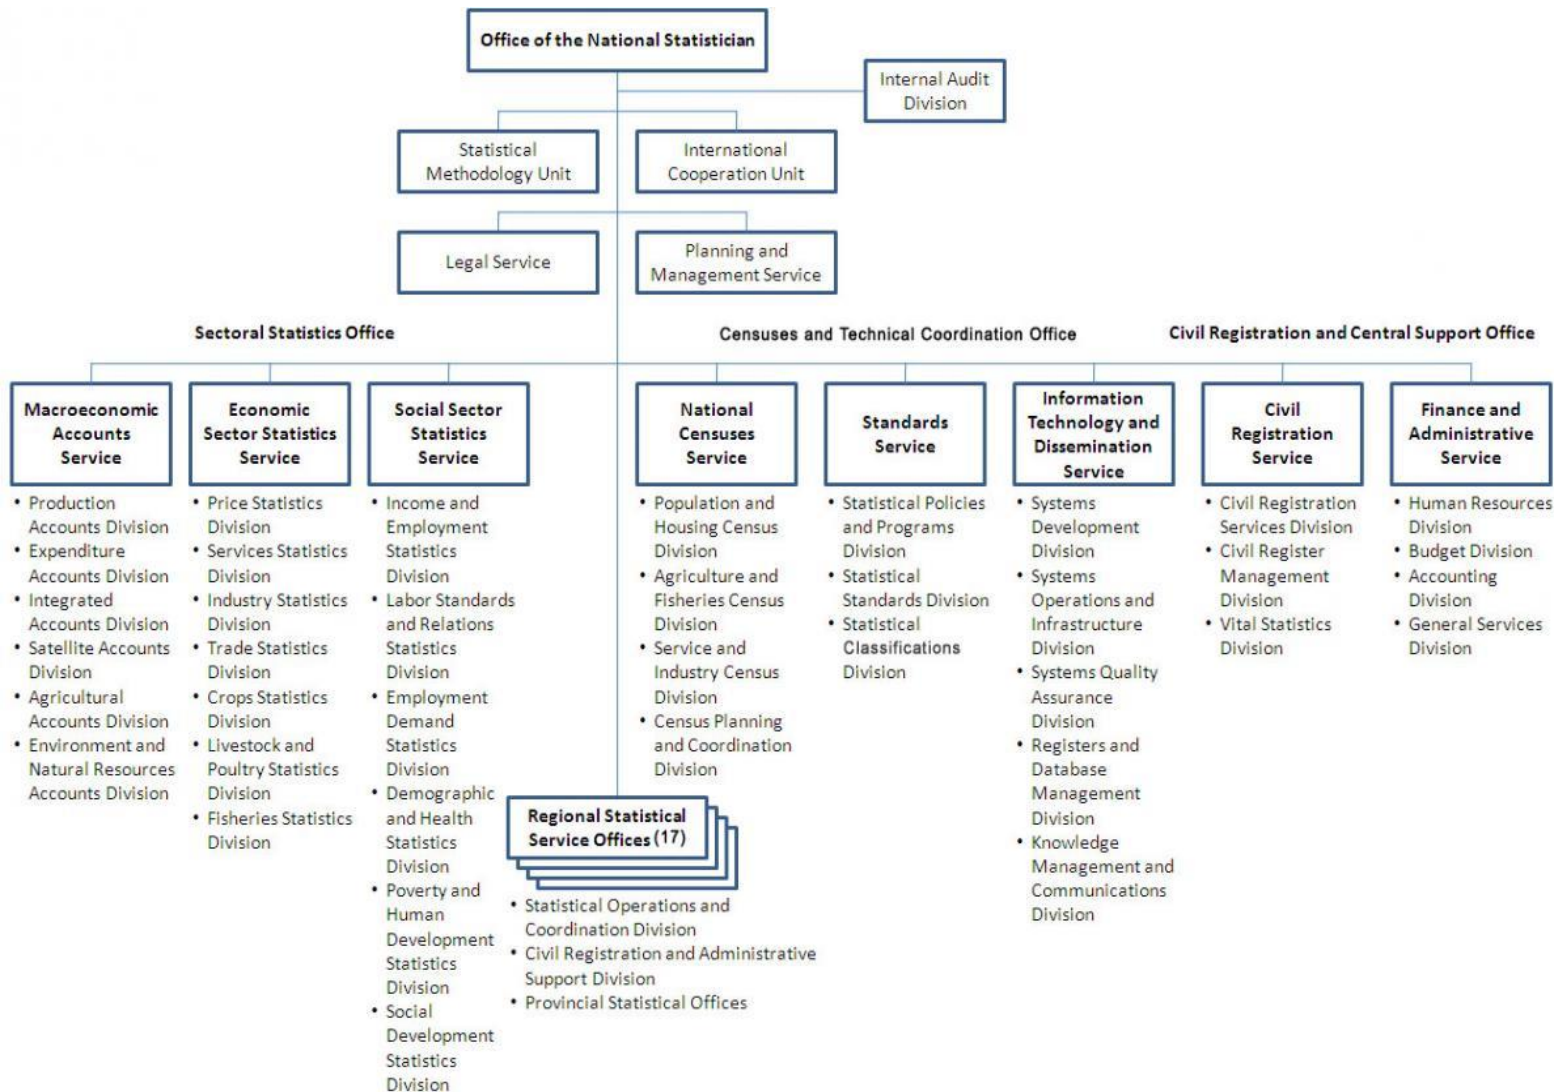 Office of the National Statistician
Internal Audit
Division
Statistical
Methodology Unit
International
Cooperation Unit
Legal Service
Planning and
Management Service
Sectoral Statistics Office
Censuses and Technical Coordination Office
Civil Registration and Central Support Office
Macroeconomic
Accounts
Service
• Production
Accounts Division
• Expenditure
Accounts Division
• Integrated
Accounts Division
• Satellite Accounts
Division
• Agricultural
Accounts Division
• Environment and
Natural Resources
Accounts Division
Economic
Sector Statistics
Service
• Price Statistics
Division
• Services Statistics
Division
• Industry Statistics
Division
• Trade Statistics
Division
• Crops Statistics
Division
• Livestock and
Poultry Statistics
Division
• Fisheries Statistics
Division
Social Sector
Statistics
Service
• Income and
Employment
Statistics
Division
• Labor Standards
and Relations
Statistics
Division
• Employment
Demand
Statistics
Division
• Demographic
and Health
Statistics
Division
• Poverty and
Human
Development
Statistics
Division
• Social
Development
Statistics
Division
Regional Statistical
Service Offices (17)
• Statistical Operations and
Coordination Division
• Civil Registration and Administrative
Support Division
• Provincial Statistical Offices
National
Censuses
Service
• Population and
Housing Census
Division
• Agriculture and
Fisheries Census
Division
• Service and
Industry Census
Division
• Census Planning
and Coordination
Division
Standards
Service
• Statistical Policies
and Programs
Division
• Statistical
Standards Division
• Statistical
Classifications
Division
Information
Technology and
Dissemination
Service
• Systems
Development
Division
• Systems
Operations and
Infrastructure
Division
• Systems Quality
Assurance
Division
• Registers and
Database
Management
Division
• Knowledge
Management and
Communications
Division
Civil
Registration
Service
• Civil Registration
Services Division
• Civil Register
Management
Division
• Vital Statistics
Division
Finance and
Administrative
Service
• Human Resources
Division
• Budget Division
• Accounting
Division
• General Services
Division